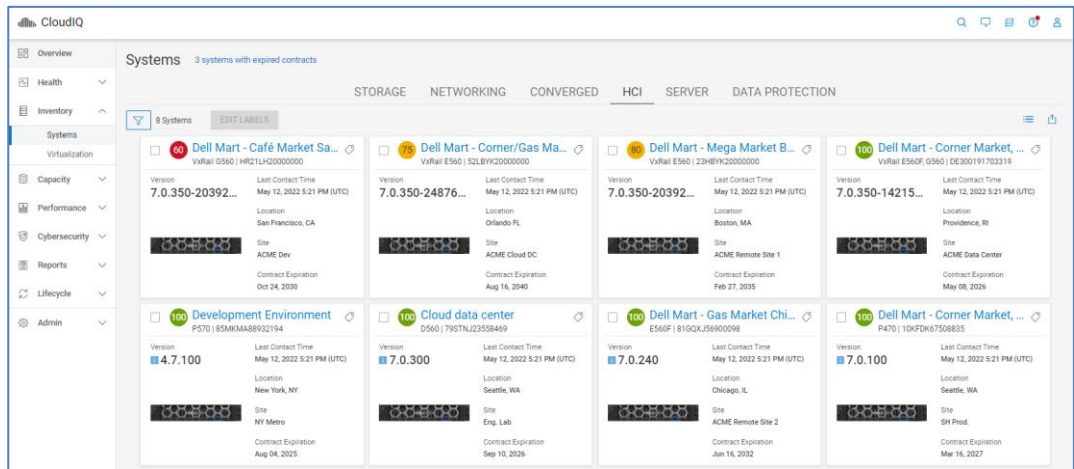 CloudIQ
Overview
Health
Inventory
Systems
Virtualization
Capacity
Performance
Cybersecurity
Reports
Lifecycle
Admin
Systems 3 systems with expired contracts
STORAGE NETWORKING CONVERGED HCI SERVER DATA PROTECTION
8 Systems EDIT LABELS
60 Dell Mart - Café Market Sa...
VxRail G560 | HR21LH20000000
Version Last Contact Time
7.0.350-20392... May 12, 2022 5:21 PM (UTC)
Location
San Francisco, CA
Site
ACME Dev
Contract Expiration
Oct 24, 2030
75 Dell Mart - Corner/Gas Ma...
VxRail E560 | 52LBYK20000000
Version Last Contact Time
7.0.350-24876... May 12, 2022 5:21 PM (UTC)
Location
Orlando FL
Site
ACME Cloud DC
Contract Expiration
Aug 16, 2040
80 Dell Mart - Mega Market B...
VxRail E560 | 23HBYK20000000
Version Last Contact Time
7.0.350-20392... May 12, 2022 5:21 PM (UTC)
Location
Boston, MA
Site
ACME Remote Site 1
Contract Expiration
Feb 27, 2035
100 Dell Mart - Corner Market, ...
VxRail E560F, G560 | DE300191703319
Version Last Contact Time
7.0.350-14215... May 12, 2022 5:21 PM (UTC)
Location
Providence, RI
Site
ACME Data Center
Contract Expiration
May 08, 2026
100 Development Environment
P570 | 85MKMA88932194
Version Last Contact Time
4.7.100 May 12, 2022 5:21 PM (UTC)
Location
New York, NY
Site
NY Metro
Contract Expiration
Aug 04, 2025
100 Cloud data center
D560 | 79STNJ23558469
Version Last Contact Time
7.0.300 May 12, 2022 5:21 PM (UTC)
Location
Seattle, WA
Site
Eng. Lab
Contract Expiration
Sep 10, 2026
100 Dell Mart - Gas Market Chi...
E560F | 81GQXJ56900098
Version Last Contact Time
7.0.240 May 12, 2022 5:21 PM (UTC)
Location
Chicago, IL
Site
ACME Remote Site 2
Contract Expiration
Jun 16, 2032
100 Dell Mart - Corner Market, ...
P470 | 10KFDK67508835
Version Last Contact Time
7.0.100 May 12, 2022 5:21 PM (UTC)
Location
Seattle, WA
Site
SH Prod.
Contract Expiration
Mar 16, 2027